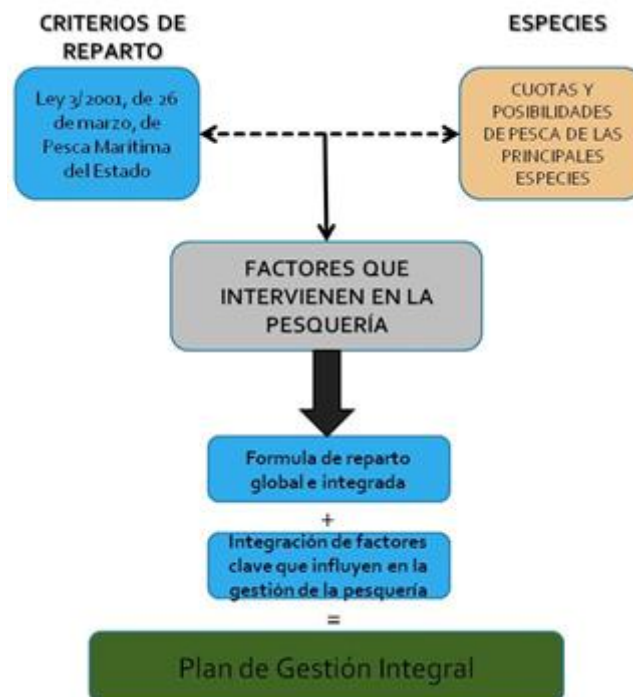 CRITERIOS DE
REPARTO
Ley 3/2001, de 26
de marzo, de
Pesca Marítima
del Estado
ESPECIES
CUOTAS Y
POSIBILIDADES
DE PESCA DE LAS
PRINCIPALES
ESPECIES
FACTORES QUE
INTERVIENEN EN LA
PESQUERÍA
Formula de reparto
global e integrada
+
Integración de factores
clave que influyen en la
gestión de la pesquería
=
Plan de Gestión Integral